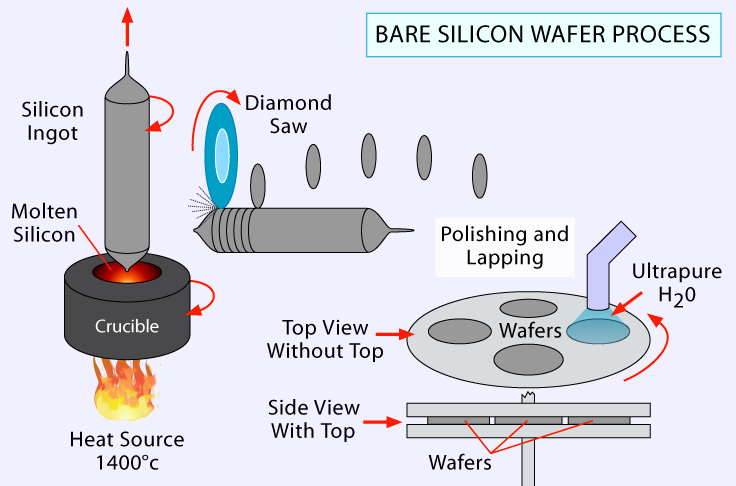 BARE SILICON WAFER PROCESS
Silicon
Ingot
Diamond
Saw
Molten
Silicon
Crucible
Heat Source
1400°c
Polishing and
Lapping
Ultrapure
H20
Top View
Without Top
Wafers
Side View
With Top
Wafers